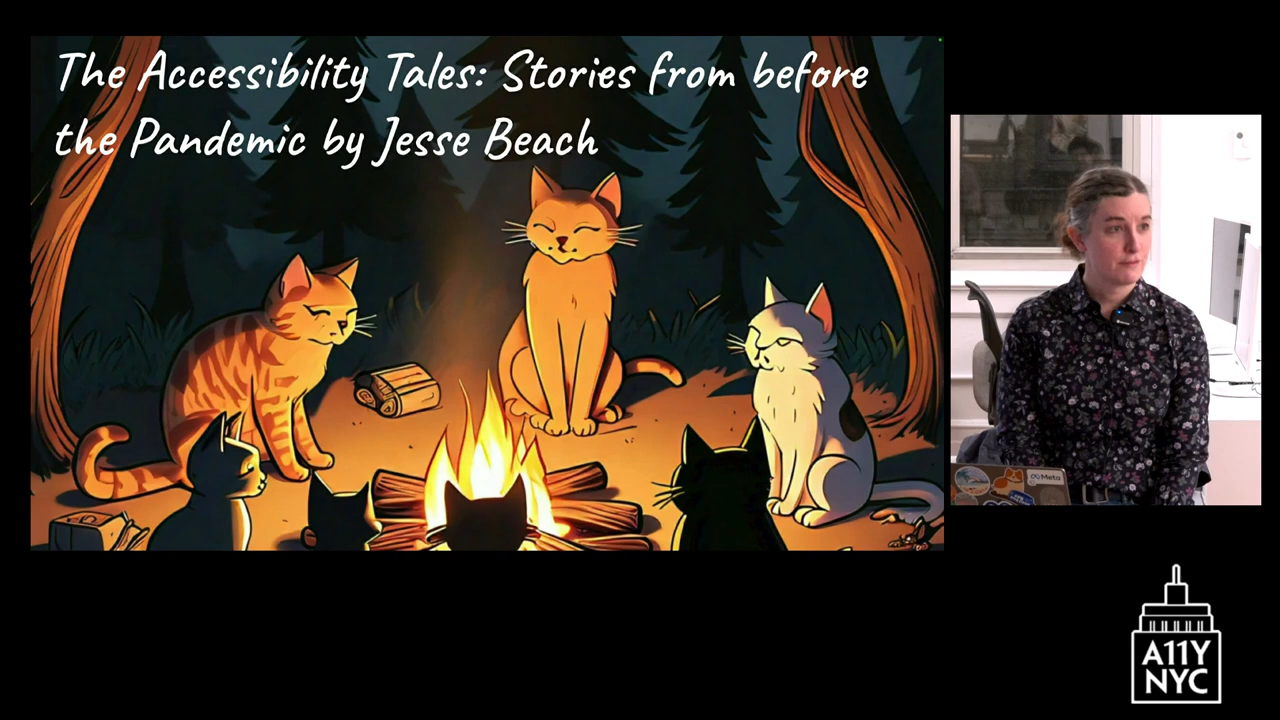 The Accessibility Tales: Stories from before
the Pandemic by Jesse Beach
Meta
A11Y
NYC